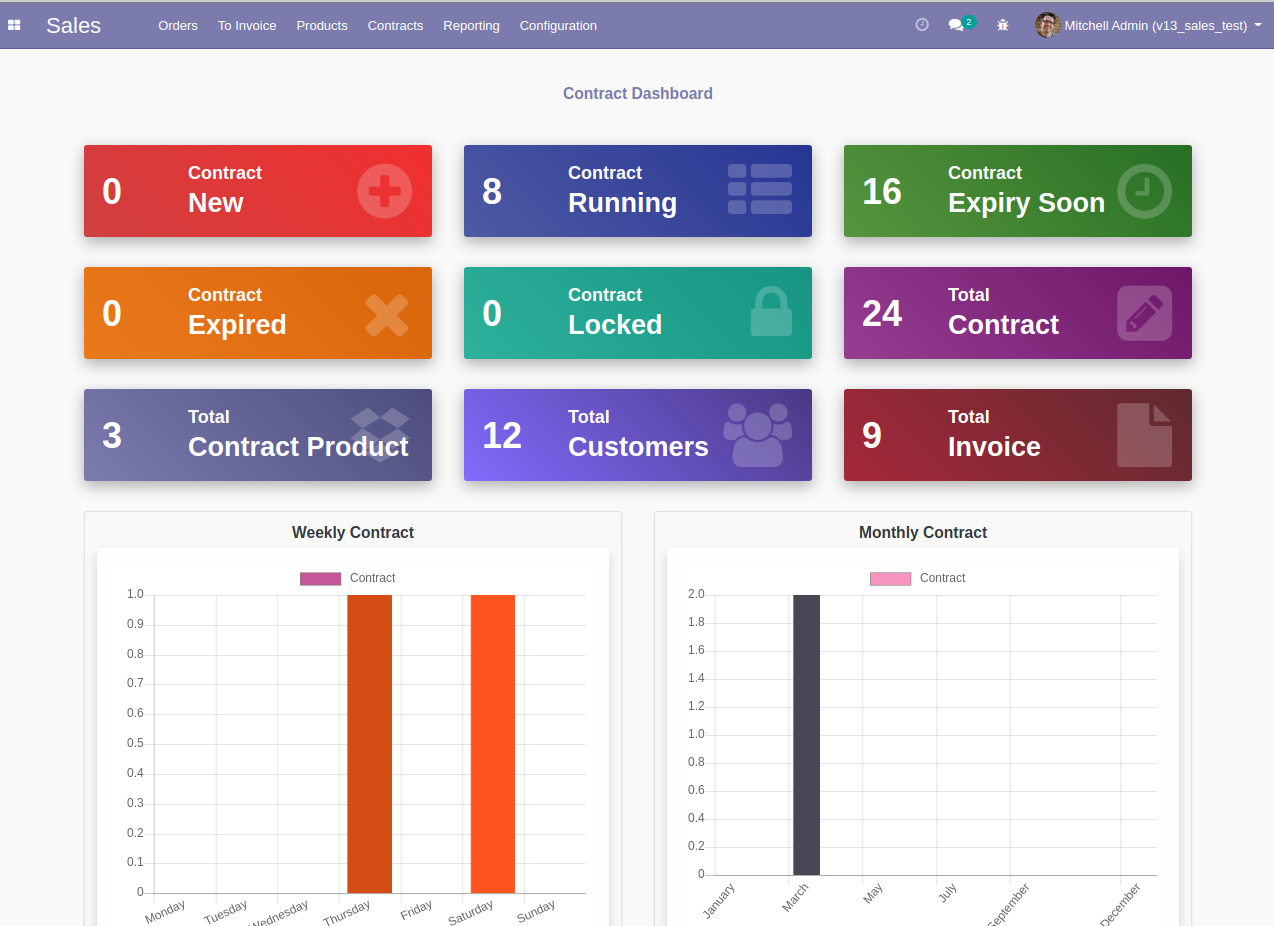 Sales Orders To Invoice Products Contracts Reporting Configuration 2 Mitchell Admin (v13_sales_test)
Contract Dashboard
0 Contract New
8 Contract Running
16 Contract Expiry Soon
0 Contract Expired
0 Contract Locked
24 Total Contract
3 Total Contract Product
12 Total Customers
9 Total Invoice
Weekly Contract
Contract
1.0
0.9
0.8
0.7
0.6
0.5
0.4
0.3
0.2
0.1
0
Monday Tuesday Wednesday Thursday Friday Saturday Sunday
Monthly Contract
Contract
2.0
1.8
1.6
1.4
1.2
1.0
0.8
0.6
0.4
0.2
0
January March May July September December